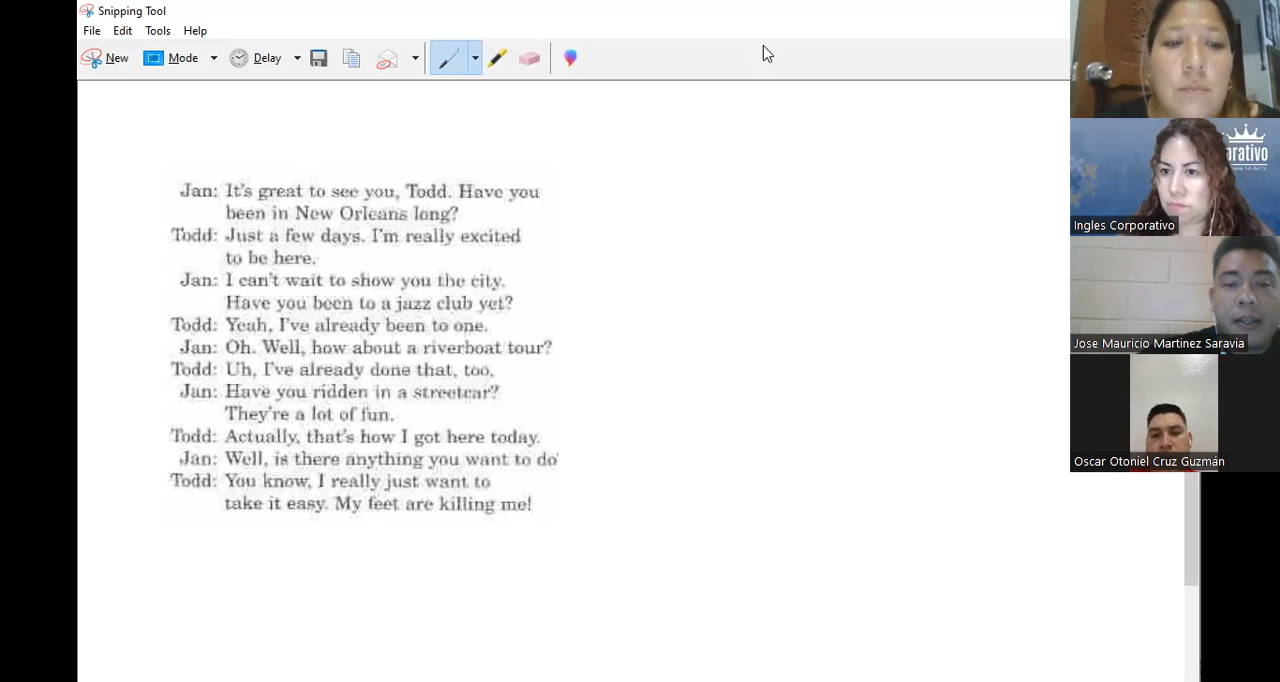 Snipping Tool
File Edit Tools Help
New Mode Delay
Jan: It's great to see you, Todd. Have you
been in New Orleans long?
Todd: Just a few days. I'm really excited
to be here.
Jan: I can't wait to show you the city.
Have you been to a jazz club yet?
Todd: Yeah, I've already been to one.
Jan: Oh. Well, how about a riverboat tour?
Todd: Uh, I've already done that, too.
Jan: Have you ridden in a streetcar?
They're a lot of fun.
Todd: Actually, that's how I got here today.
Jan: Well, is there anything you want to do
Todd: You know, I really just want to
take it easy. My feet are killing me!
orativo
Ingles Corporativo
Jose Mauricio Martinez Saravia
Oscar Otoniel Cruz Guzmán